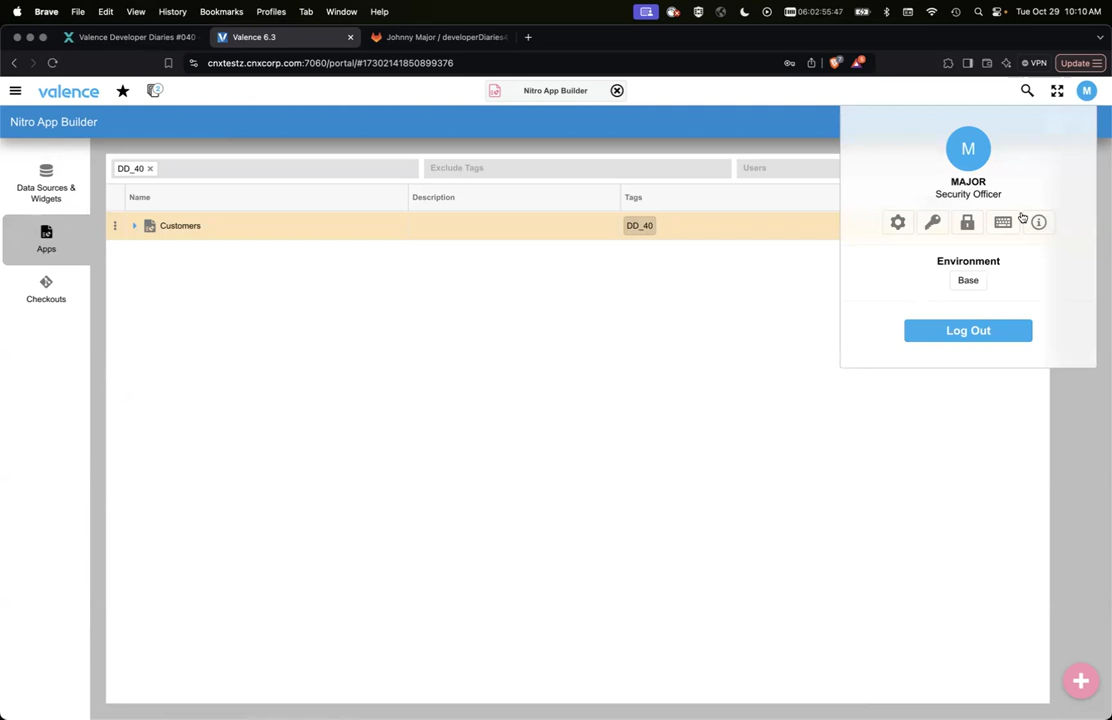 Brave File Edit View History Bookmarks Profiles Tab Window Help 06:02:55:47 Tue Oct 29 10:10 AM
Valence Developer Diaries #040 Valence 6.3 Johnny Major / developerDiaries
cnxtestz.cnxcorp.com:7060/portal/#17302141850899376 VPN Update
valence Nitro App Builder M
Nitro App Builder
M
DD_40 Exclude Tags Users
MAJOR
Data Sources &
Widgets
Security Officer
Name Description Tags
Customers DD_40
Apps
Environment
Base
Checkouts
Log Out